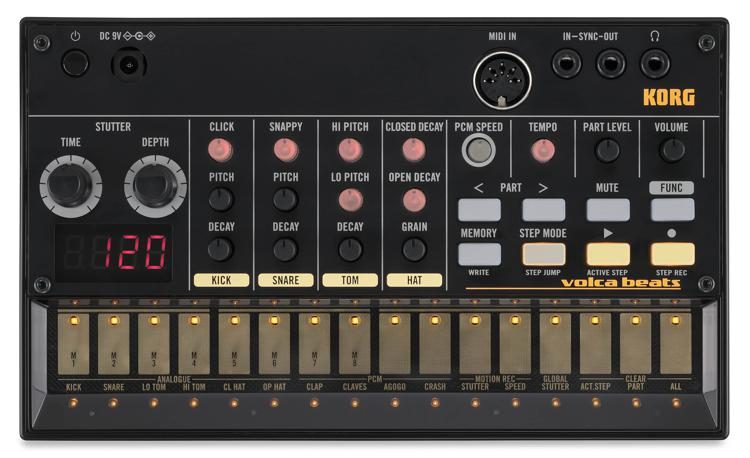 DC 9V
MIDI IN
IN-SYNC-OUT
KORG
STUTTER
TIME
DEPTH
CLICK
SNAPPY
HI PITCH
CLOSED DECAY
PCM SPEED
TEMPO
PART LEVEL
VOLUME
PITCH
PITCH
LO PITCH
OPEN DECAY
< PART >
MUTE
FUNC
DECAY
DECAY
DECAY
GRAIN
MEMORY
STEP MODE
120
KICK
SNARE
TOM
HAT
WRITE
STEP JUMP
ACTIVE STEP
STEP REC
volca beats
M 1
M 2
M 3
M 4
M 5
M 6
M 7
M 8
ANALOGUE
PCM
MOTION REC
GLOBAL
CLEAR
KICK
SNARE
LO TOM
HI TOM
CL HAT
OP HAT
CLAP
CLAVES
AGOGO
CRASH
STUTTER
SPEED
STUTTER
ACT.STEP
PART
ALL